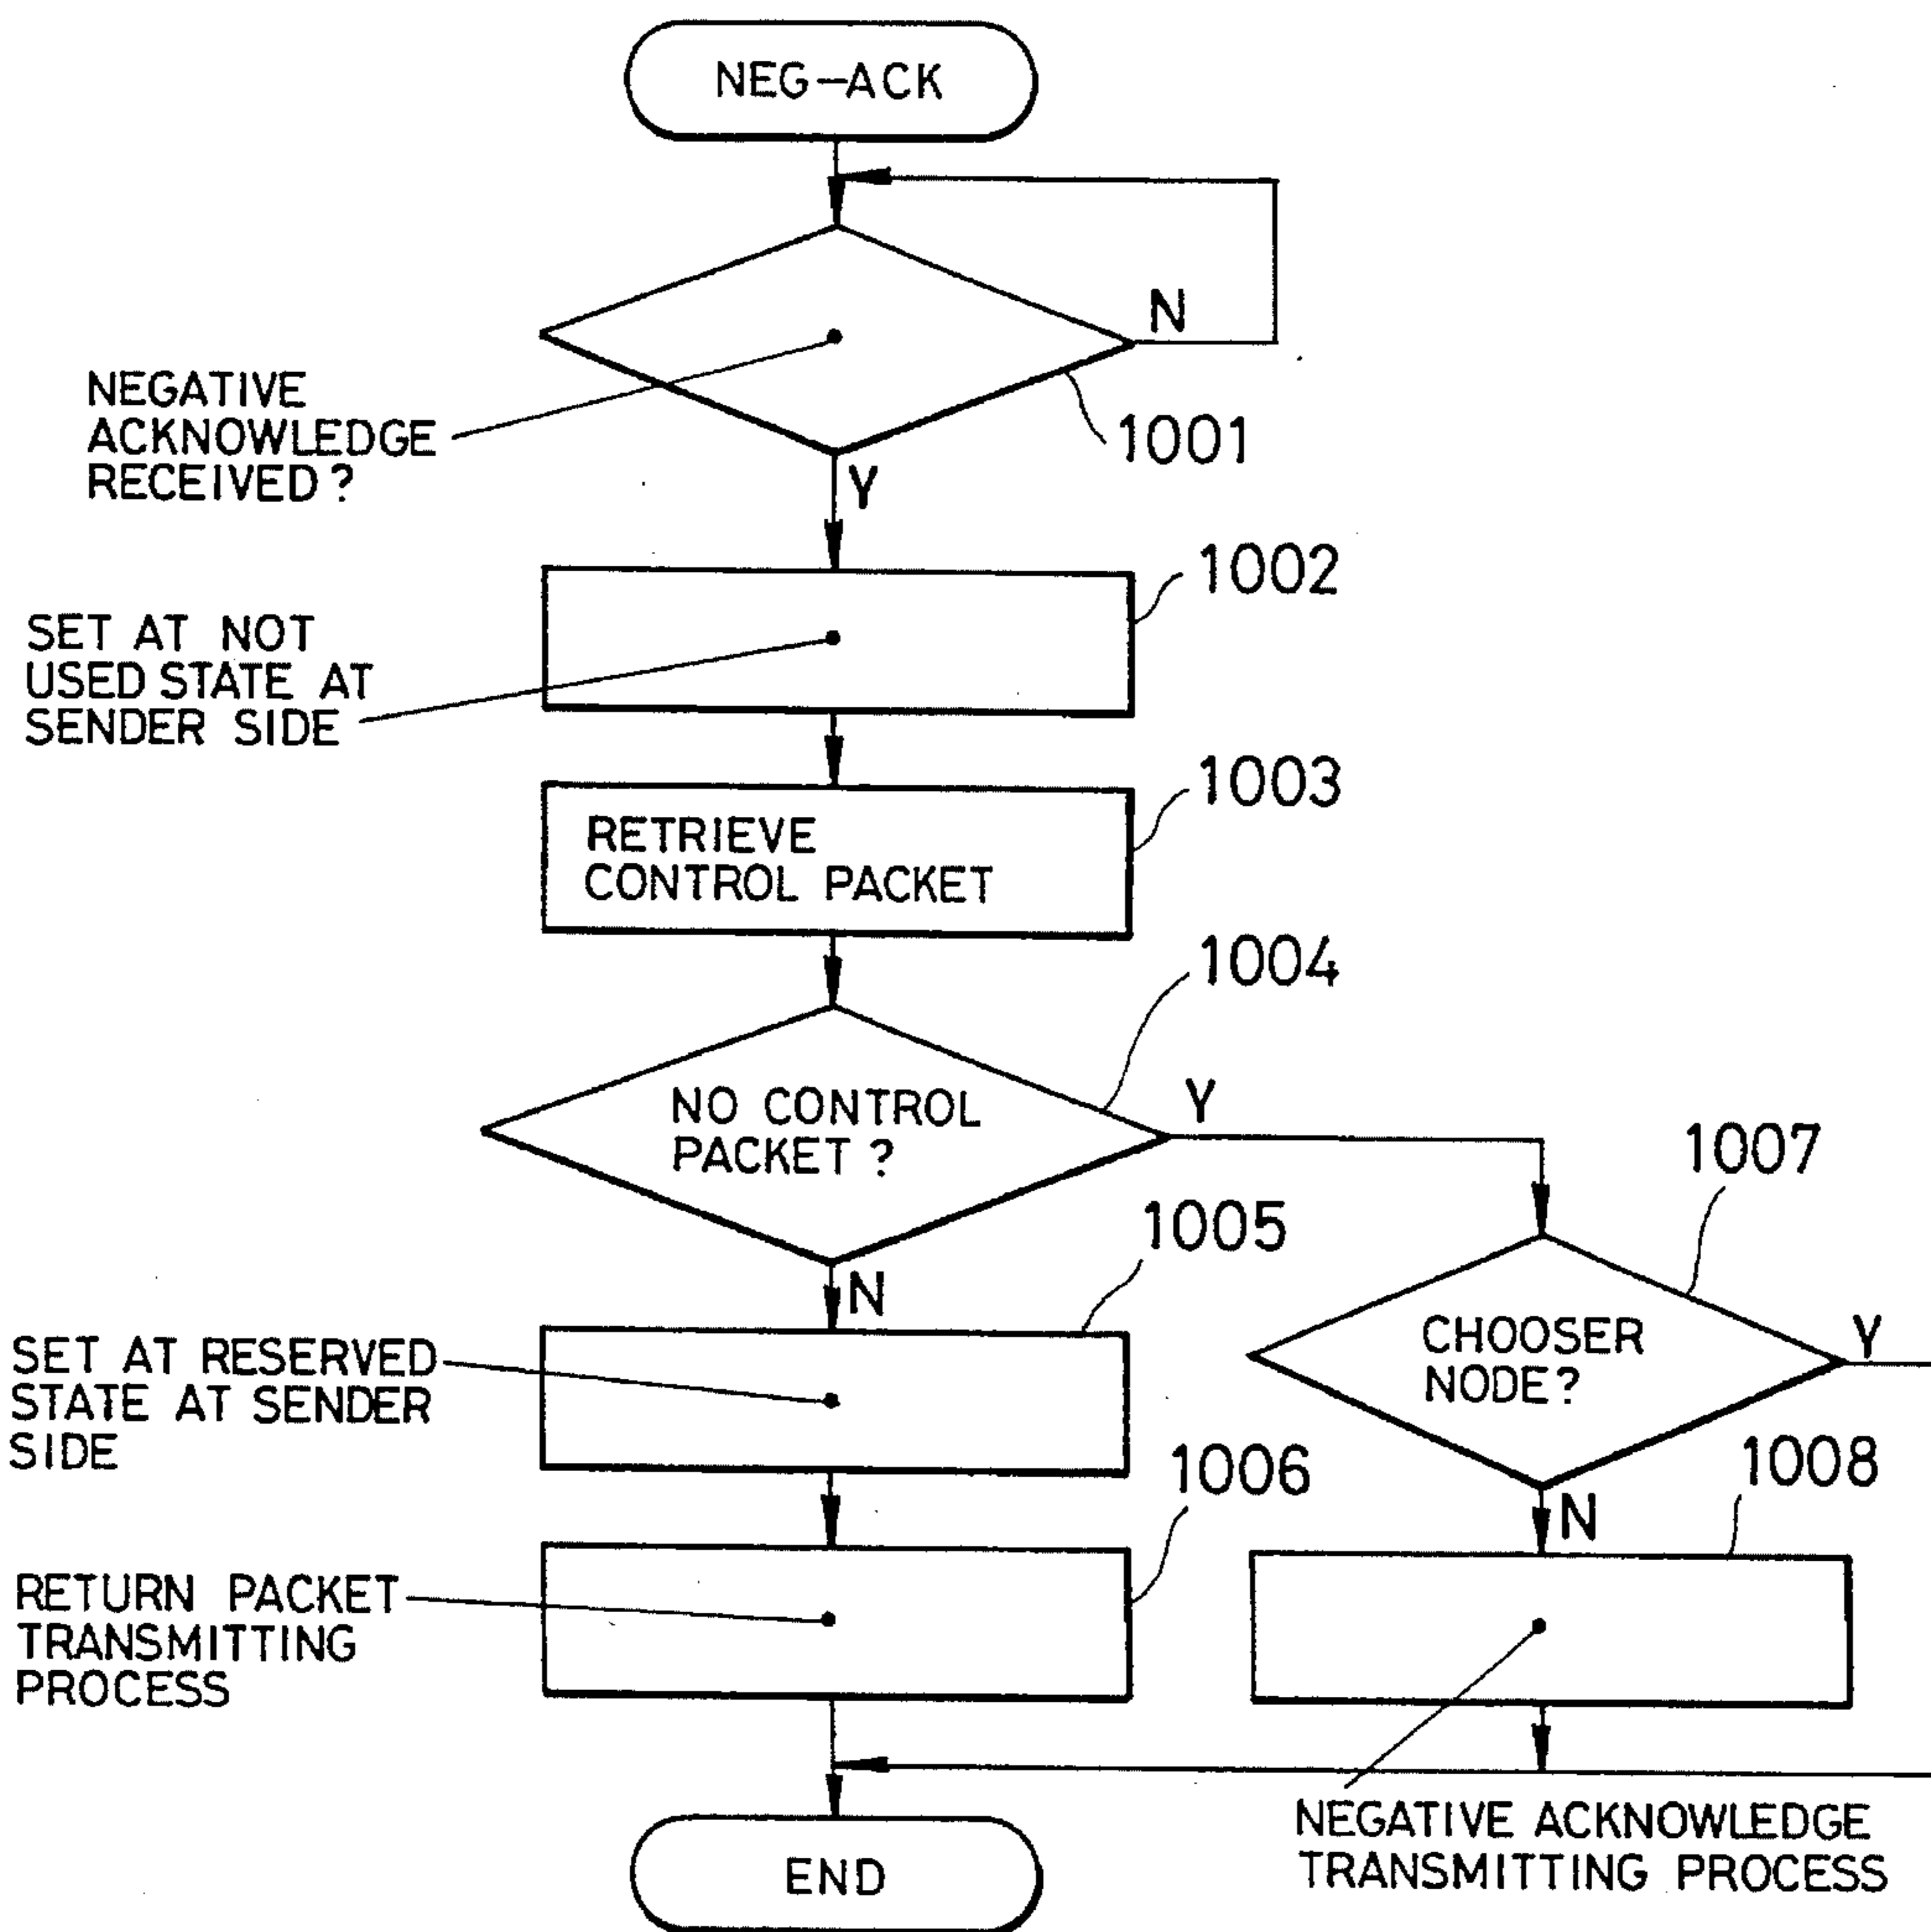 NEG-ACK
N
NEGATIVE
ACKNOWLEDGE
RECEIVED?
1001
Y
1002
SET AT NOT
USED STATE AT
SENDER SIDE
1003
RETRIEVE
CONTROL PACKET
1004
NO CONTROL
PACKET?
Y
1007
1005
N
CHOOSER
NODE?
Y
SET AT RESERVED
STATE AT SENDER
SIDE
1006
1008
N
RETURN PACKET
TRANSMITTING
PROCESS
NEGATIVE ACKNOWLEDGE
TRANSMITTING PROCESS
END